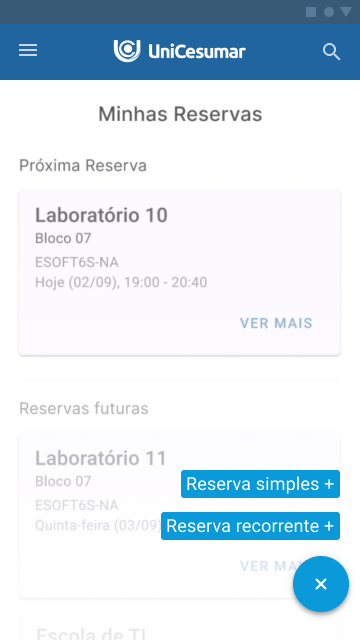 UniCesumar
Minhas Reservas
Próxima Reserva
Laboratório 10
Bloco 07
ESOFT6S-NA
Hoje (02/09), 19:00 - 20:40
VER MAIS
Reservas futuras
Laboratório 11
Bloco 07
Reserva simples +
ESOFT6S-NA
Quinta-feira (03/09)
Reserva recorrente +
VER MAIS
Escola de TI